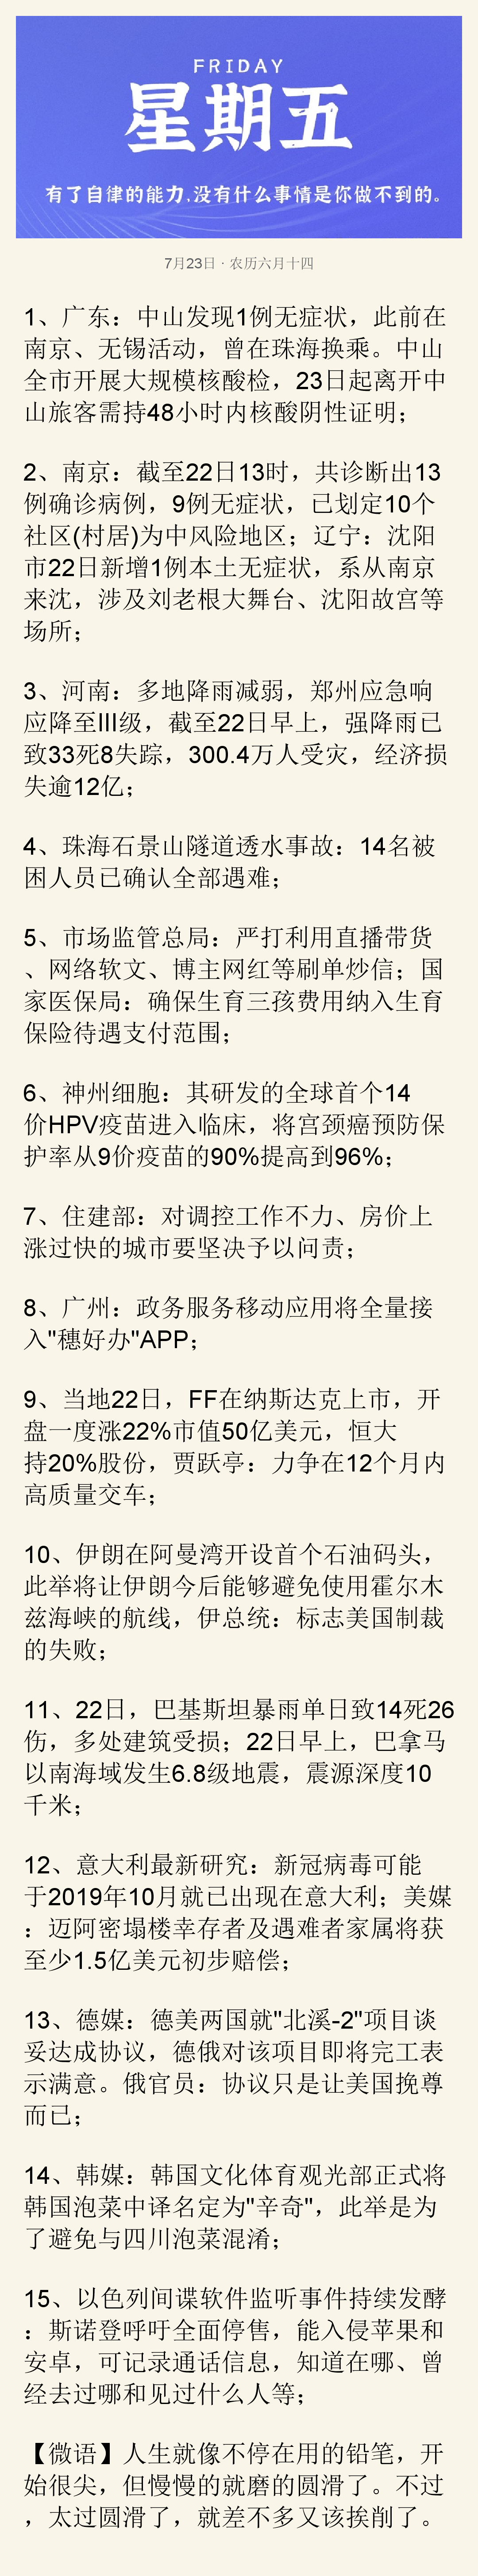 FRIDAY
星期五
有了自律的能力,没有什么事情是你做不到的。
7月23日 · 农历六月十四
1、广东：中山发现1例无症状，此前在
南京、无锡活动，曾在珠海换乘。中山
全市开展大规模核酸检，23日起离开中
山旅客需持48小时内核酸阴性证明；
2、南京：截至22日13时，共诊断出13
例确诊病例，9例无症状，已划定10个
社区(村居)为中风险地区；辽宁：沈阳
市22日新增1例本土无症状，系从南京
来沈，涉及刘老根大舞台、沈阳故宫等
场所；
3、河南：多地降雨减弱，郑州应急响
应降至III级，截至22日早上，强降雨已
致33死8失踪，300.4万人受灾，经济损
失逾12亿；
4、珠海石景山隧道透水事故：14名被
困人员已确认全部遇难；
5、市场监管总局：严打利用直播带货
、网络软文、博主网红等刷单炒信；国
家医保局：确保生育三孩费用纳入生育
保险待遇支付范围；
6、神州细胞：其研发的全球首个14
价HPV疫苗进入临床，将宫颈癌预防保
护率从9价疫苗的90%提高到96%；
7、住建部：对调控工作不力、房价上
涨过快的城市要坚决予以问责；
8、广州：政务服务移动应用将全量接
入"穗好办"APP；
9、当地22日，FF在纳斯达克上市，开
盘一度涨22%市值50亿美元，恒大
持20%股份，贾跃亭：力争在12个月内
高质量交车；
10、伊朗在阿曼湾开设首个石油码头，
此举将让伊朗今后能够避免使用霍尔木
兹海峡的航线，伊总统：标志美国制裁
的失败；
11、22日，巴基斯坦暴雨单日致14死26
伤，多处建筑受损；22日早上，巴拿马
以南海域发生6.8级地震，震源深度10
千米；
12、意大利最新研究：新冠病毒可能
于2019年10月就已出现在意大利；美媒
：迈阿密塌楼幸存者及遇难者家属将获
至少1.5亿美元初步赔偿；
13、德媒：德美两国就"北溪-2"项目谈
妥达成协议，德俄对该项目即将完工表
示满意。俄官员：协议只是让美国挽尊
而已；
14、韩媒：韩国文化体育观光部正式将
韩国泡菜中译名定为"辛奇"，此举是为
了避免与四川泡菜混淆；
15、以色列间谍软件监听事件持续发酵
：斯诺登呼吁全面停售，能入侵苹果和
安卓，可记录通话信息，知道在哪、曾
经去过哪和见过什么人等；
【微语】人生就像不停在用的铅笔，开
始很尖，但慢慢的就磨的圆滑了。不过
，太过圆滑了，就差不多又该挨削了。